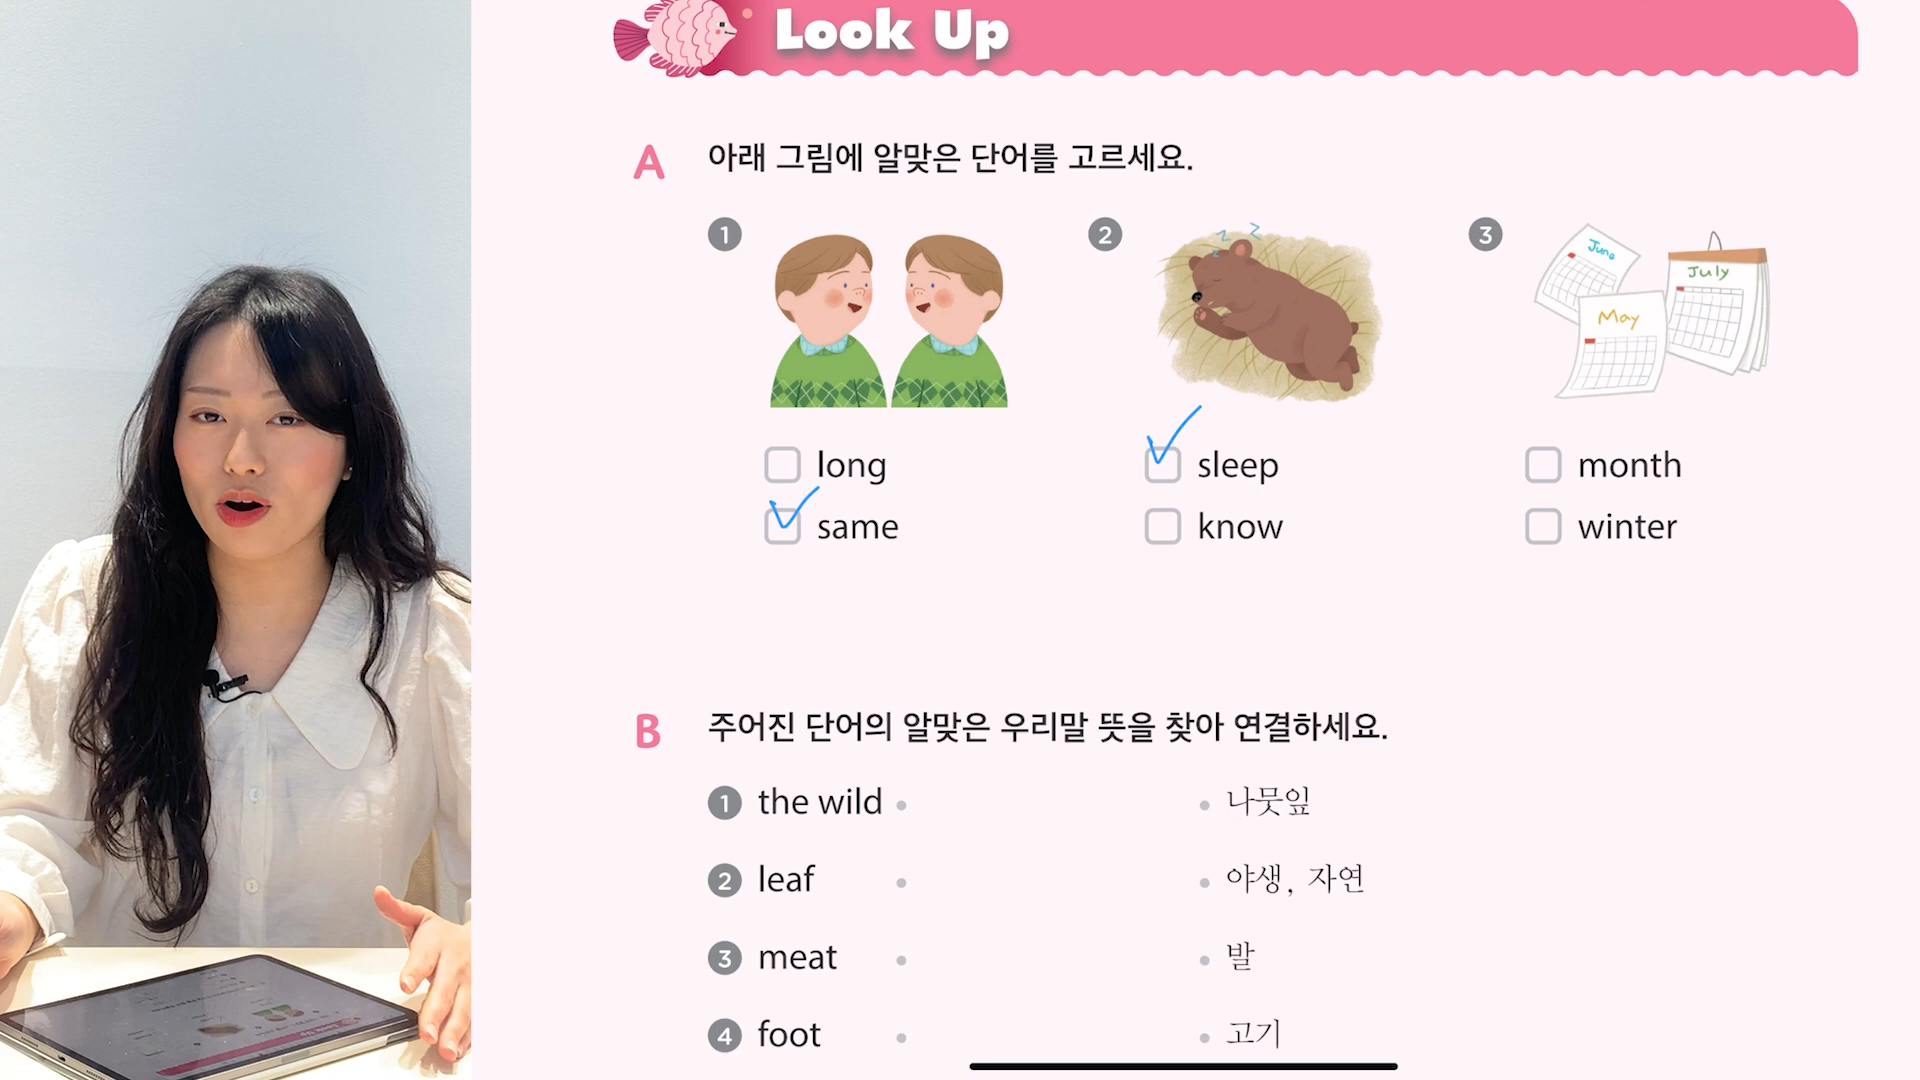 Look Up
A 아래 그림에 알맞은 단어를 고르세요.
1 2 3
z z z
June
July
May
long sleep month
same know winter
B 주어진 단어의 알맞은 우리말 뜻을 찾아 연결하세요.
1 the wild 나뭇잎
2 leaf 야생, 자연
3 meat 발
4 foot 고기